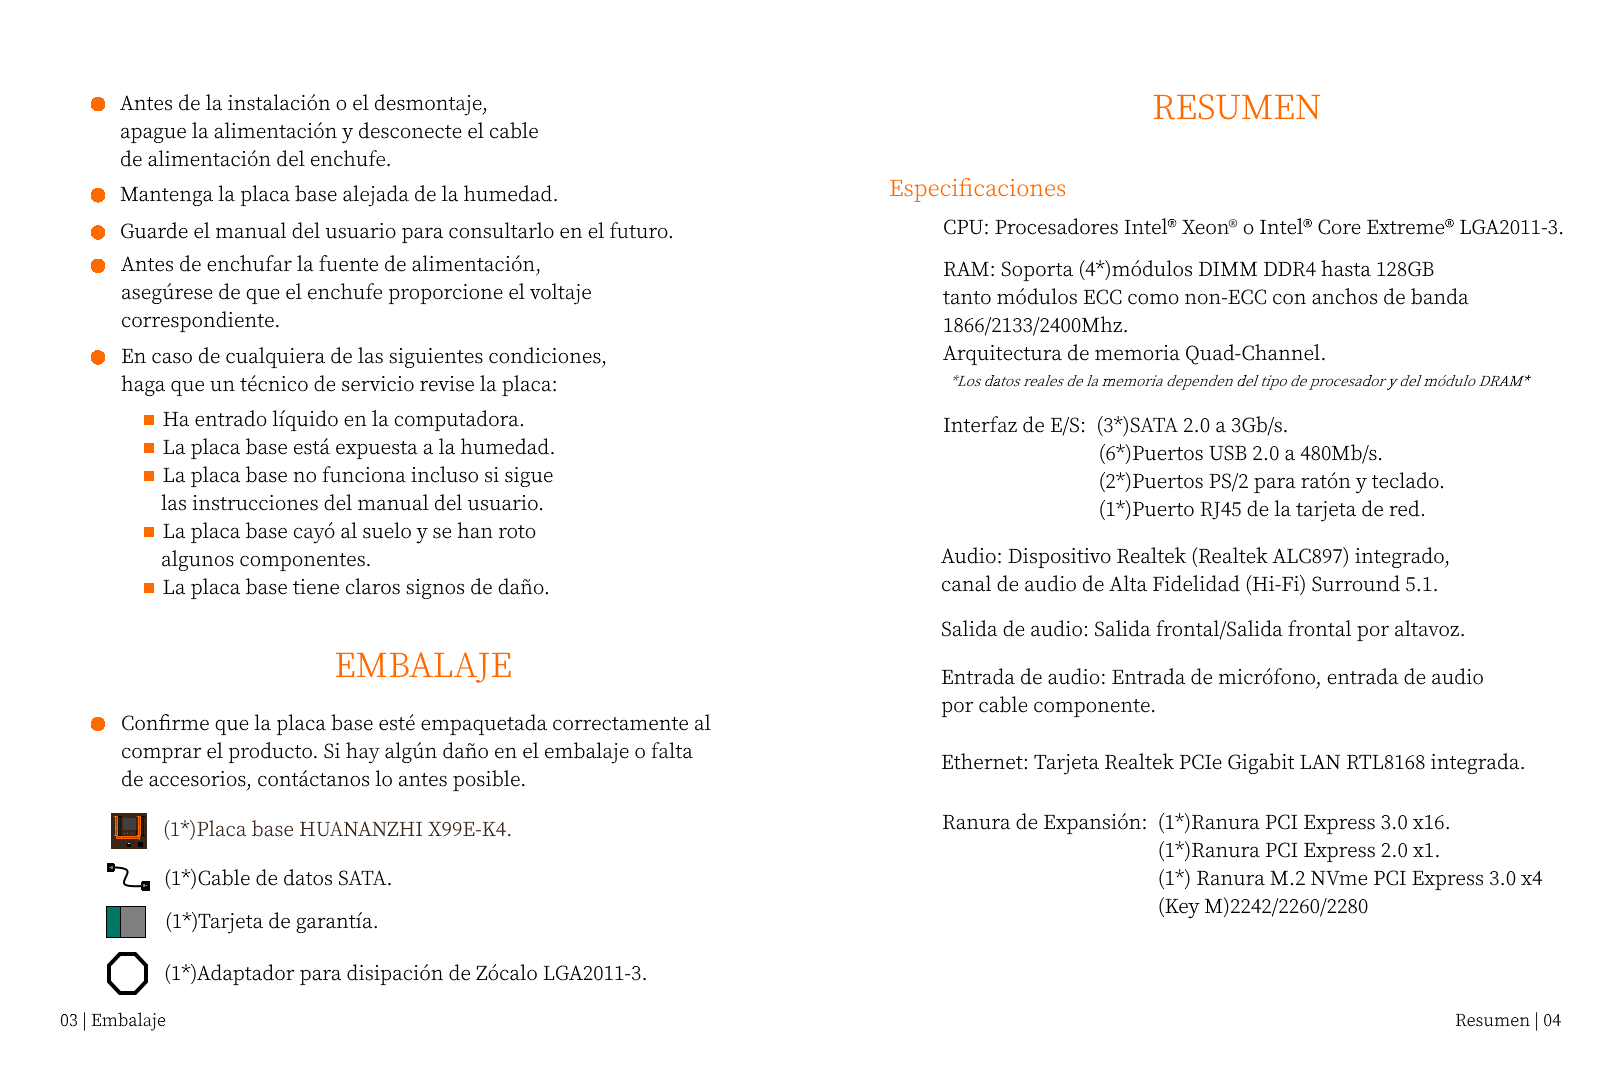 Antes de la instalación o el desmontaje,
apague la alimentación y desconecte el cable
de alimentación del enchufe.
Mantenga la placa base alejada de la humedad.
Guarde el manual del usuario para consultarlo en el futuro.
Antes de enchufar la fuente de alimentación,
asegúrese de que el enchufe proporcione el voltaje
correspondiente.
En caso de cualquiera de las siguientes condiciones,
haga que un técnico de servicio revise la placa:
Ha entrado líquido en la computadora.
La placa base está expuesta a la humedad.
La placa base no funciona incluso si sigue
las instrucciones del manual del usuario.
La placa base cayó al suelo y se han roto
algunos componentes.
La placa base tiene claros signos de daño.
EMBALAJE
Confirme que la placa base esté empaquetada correctamente al
comprar el producto. Si hay algún daño en el embalaje o falta
de accesorios, contáctanos lo antes posible.
(1*)Placa base HUANANZHI X99E-K4.
(1*)Cable de datos SATA.
(1*)Tarjeta de garantía.
(1*)Adaptador para disipación de Zócalo LGA2011-3.
03 | Embalaje
RESUMEN
Especificaciones
CPU: Procesadores Intel® Xeon® o Intel® Core Extreme® LGA2011-3.
RAM: Soporta (4*)módulos DIMM DDR4 hasta 128GB
tanto módulos ECC como non-ECC con anchos de banda
1866/2133/2400Mhz.
Arquitectura de memoria Quad-Channel.
*Los datos reales de la memoria dependen del tipo de procesador y del módulo DRAM*
Interfaz de E/S: (3*)SATA 2.0 a 3Gb/s.
(6*)Puertos USB 2.0 a 480Mb/s.
(2*)Puertos PS/2 para ratón y teclado.
(1*)Puerto RJ45 de la tarjeta de red.
Audio: Dispositivo Realtek (Realtek ALC897) integrado,
canal de audio de Alta Fidelidad (Hi-Fi) Surround 5.1.
Salida de audio: Salida frontal/Salida frontal por altavoz.
Entrada de audio: Entrada de micrófono, entrada de audio
por cable componente.
Ethernet: Tarjeta Realtek PCIe Gigabit LAN RTL8168 integrada.
Ranura de Expansión: (1*)Ranura PCI Express 3.0 x16.
(1*)Ranura PCI Express 2.0 x1.
(1*) Ranura M.2 NVme PCI Express 3.0 x4
(Key M)2242/2260/2280
Resumen | 04